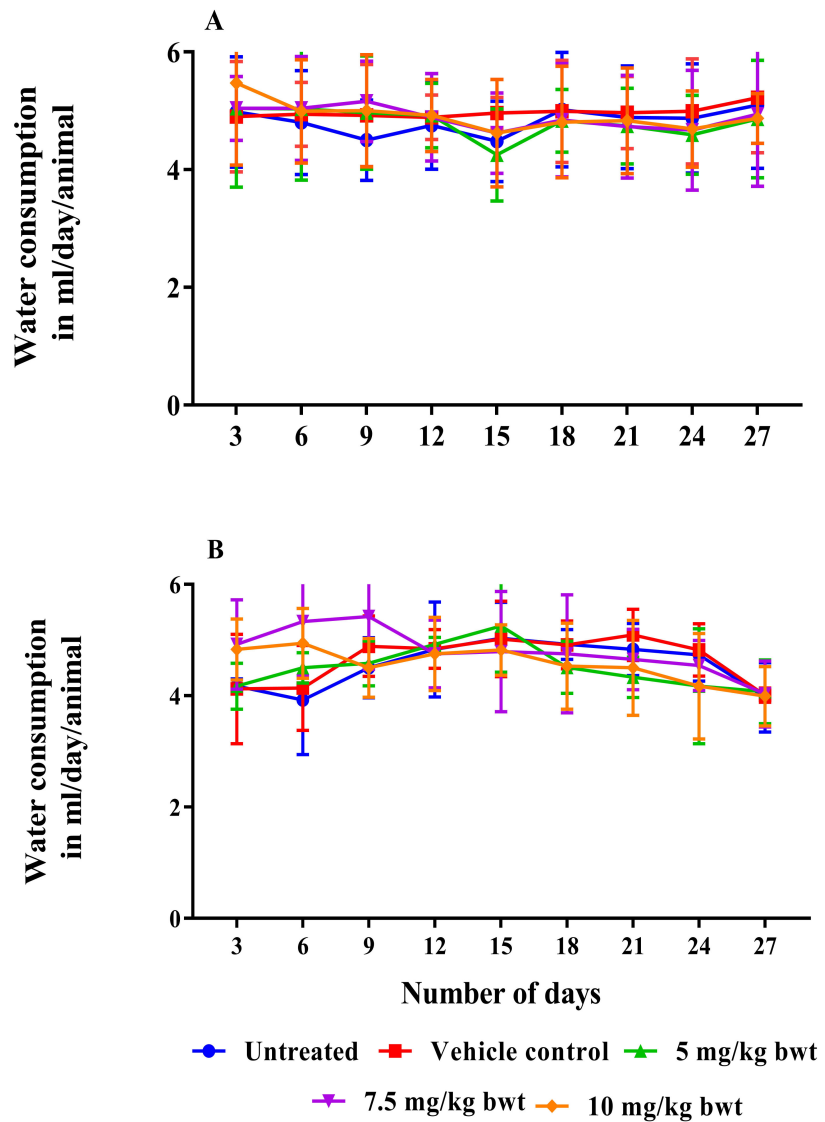 A
Water consumption
in ml/day/animal
6
4
2
0
3 6 9 12 15 18 21 24 27
B
Water consumption
in ml/day/animal
6
4
2
0
3 6 9 12 15 18 21 24 27
Number of days
Untreated Vehicle control 5 mg/kg bwt
7.5 mg/kg bwt 10 mg/kg bwt